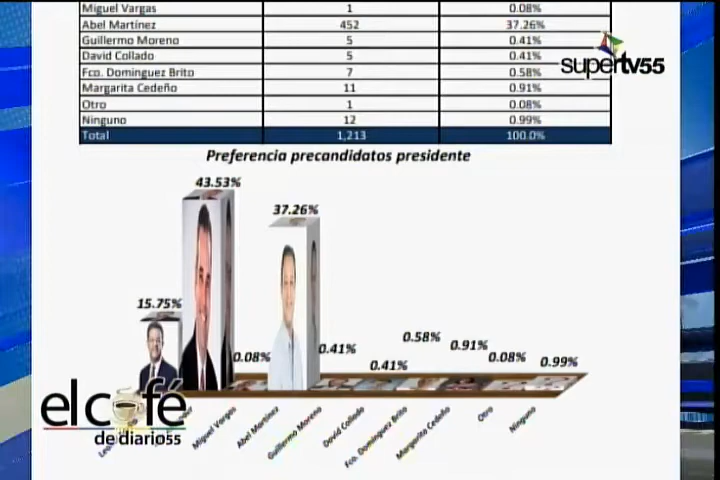 Miguel Vargas 1 0.08%
Abel Martínez 452 37.26%
Guillermo Moreno 5 0.41%
David Collado 5 0.41%
Fco. Dominguez Brito 7 0.58%
Margarita Cedeño 11 0.91%
Otro 1 0.08%
Ninguno 12 0.99%
Total 1,213 100.0%
supertv55
Preferencia precandidatos presidente
43.53%
37.26%
15.75%
0.08%
0.41%
0.41%
0.58%
0.91%
0.08%
0.99%
el café
de diario55
Miguel Vargas
Abel Martínez
Guillermo Moreno
David Collado
Fco. Dominguez Brito
Margarita Cedeño
Otro
Ninguno